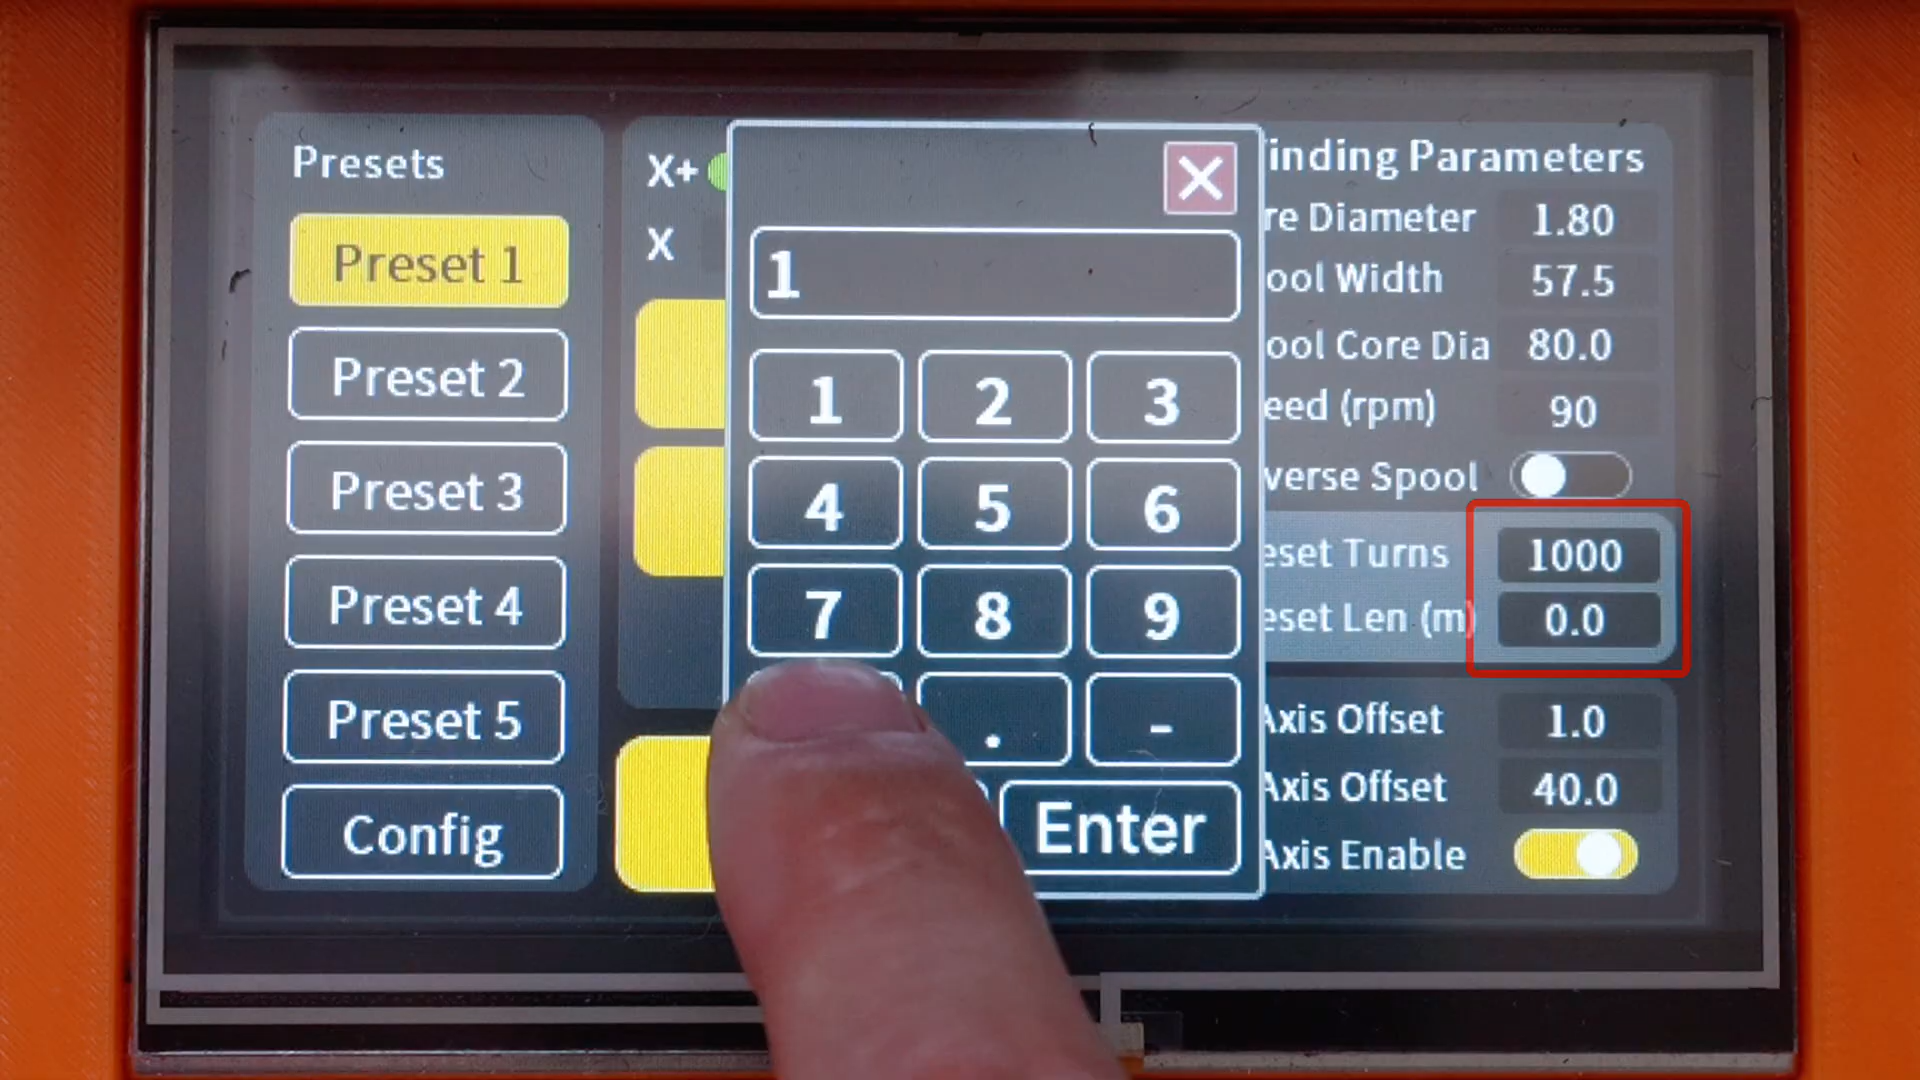 Presets
Preset 1
Preset 2
Preset 3
Preset 4
Preset 5
Config
X+
X
1
1 2 3
4 5 6
7 8 9
. -
Enter
inding Parameters
re Diameter 1.80
ool Width 57.5
ool Core Dia 80.0
eed (rpm) 90
verse Spool
eset Turns 1000
eset Len (m) 0.0
Axis Offset 1.0
Axis Offset 40.0
Axis Enable